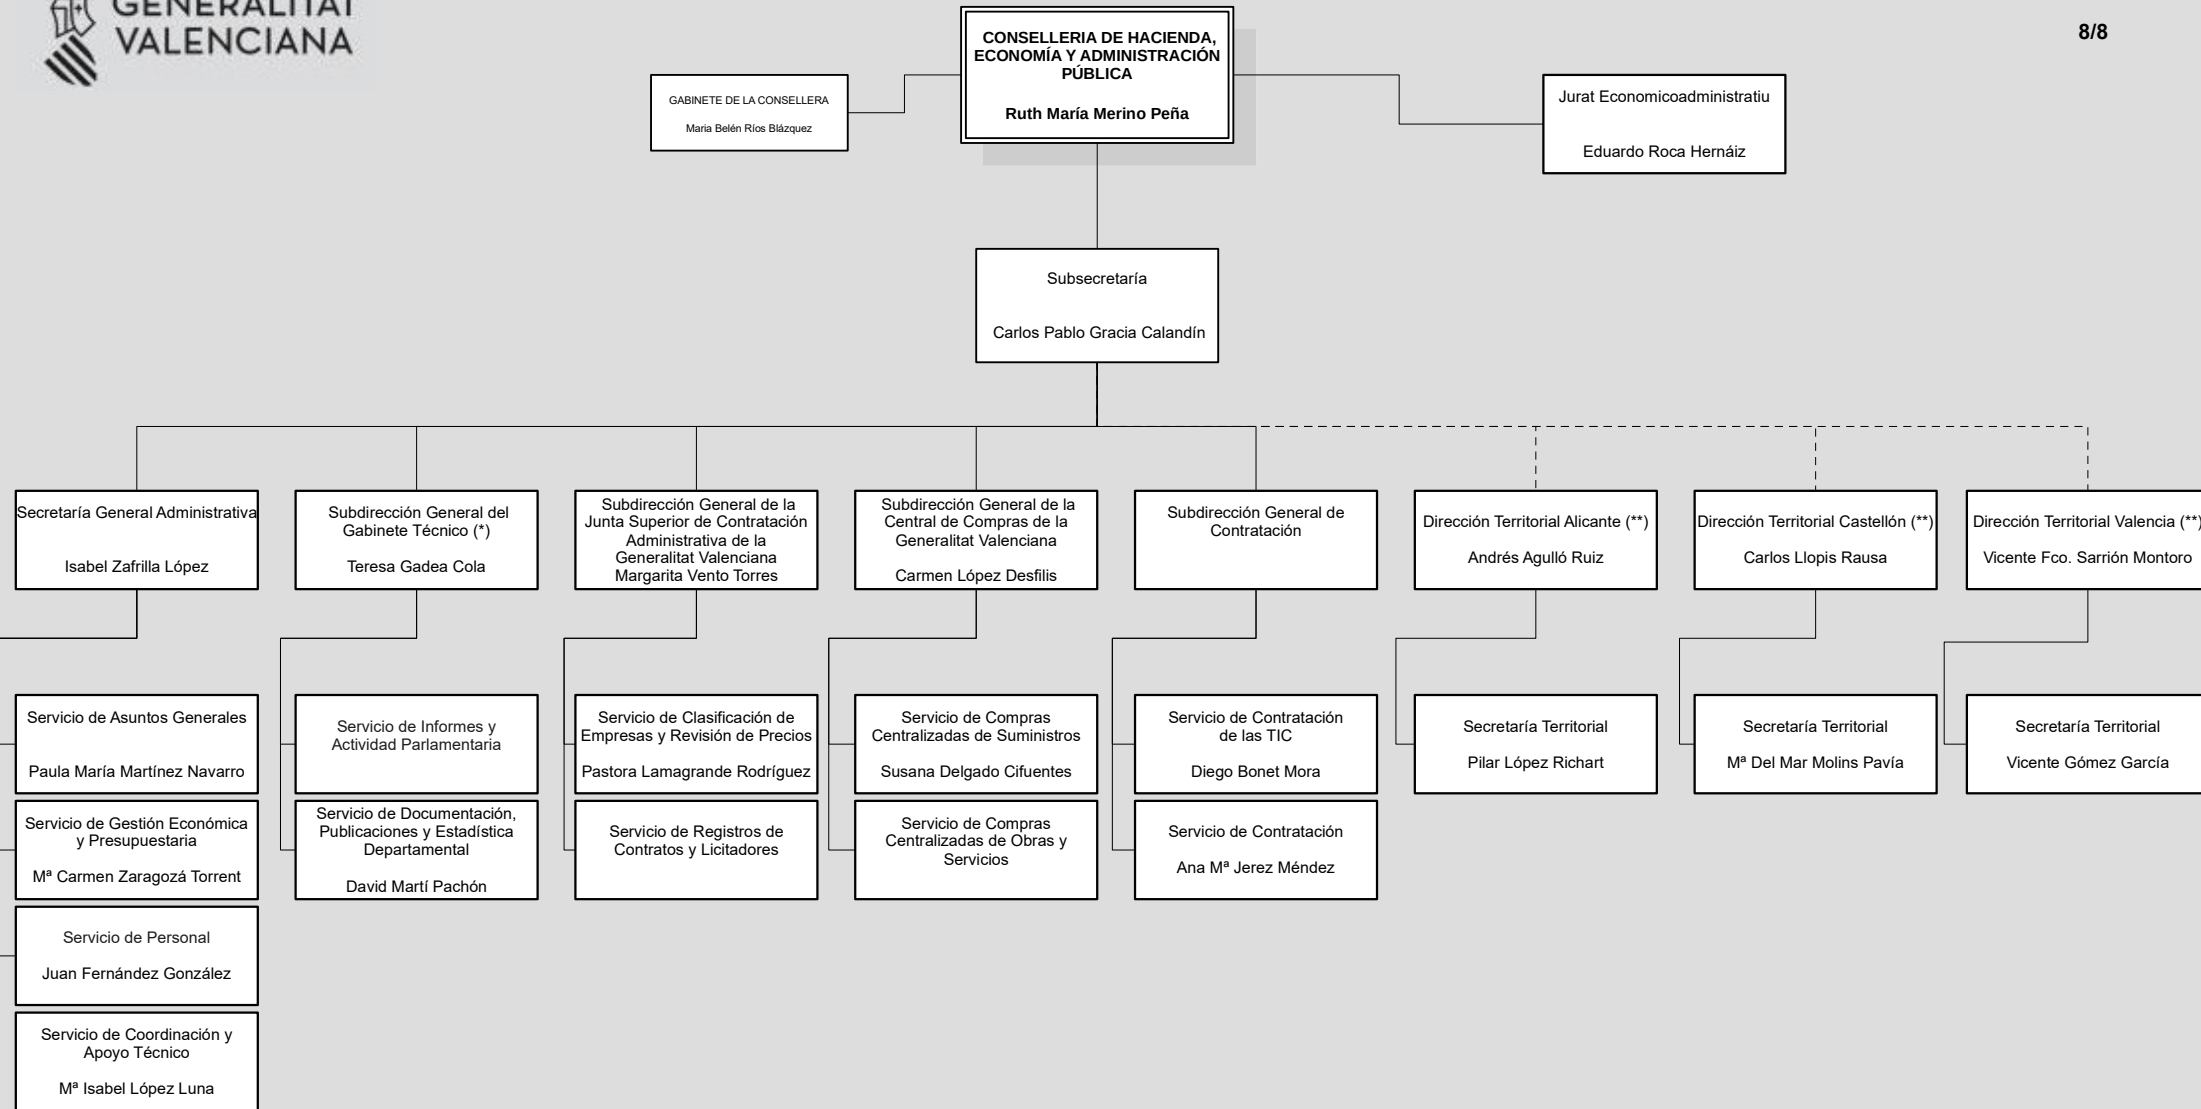 GENERALITAT
VALENCIANA
8/8
CONSELLERIA DE HACIENDA,
ECONOMÍA Y ADMINISTRACIÓN
PÚBLICA
Ruth María Merino Peña
GABINETE DE LA CONSELLERA
Maria Belén Ríos Blázquez
Jurat Economicoadministratiu
Eduardo Roca Hernáiz
Subsecretaría
Carlos Pablo Gracia Calandín
Secretaría General Administrativa
Isabel Zafrilla López
Subdirección General del
Gabinete Técnico (*)
Teresa Gadea Cola
Subdirección General de la
Junta Superior de Contratación
Administrativa de la
Generalitat Valenciana
Margarita Vento Torres
Subdirección General de la
Central de Compras de la
Generalitat Valenciana
Carmen López Desfilis
Subdirección General de
Contratación
Dirección Territorial Alicante (**)
Andrés Agulló Ruiz
Dirección Territorial Castellón (**)
Carlos Llopis Rausa
Dirección Territorial Valencia (**)
Vicente Fco. Sarrión Montoro
Servicio de Asuntos Generales
Paula María Martínez Navarro
Servicio de Informes y
Actividad Parlamentaria
Servicio de Clasificación de
Empresas y Revisión de Precios
Pastora Lamagrande Rodríguez
Servicio de Compras
Centralizadas de Suministros
Susana Delgado Cifuentes
Servicio de Contratación
de las TIC
Diego Bonet Mora
Secretaría Territorial
Pilar López Richart
Secretaría Territorial
Mª Del Mar Molins Pavía
Secretaría Territorial
Vicente Gómez García
Servicio de Gestión Económica
y Presupuestaria
Mª Carmen Zaragozá Torrent
Servicio de Documentación,
Publicaciones y Estadística
Departamental
David Martí Pachón
Servicio de Registros de
Contratos y Licitadores
Servicio de Compras
Centralizadas de Obras y
Servicios
Servicio de Contratación
Ana Mª Jerez Méndez
Servicio de Personal
Juan Fernández González
Servicio de Coordinación y
Apoyo Técnico
Mª Isabel López Luna